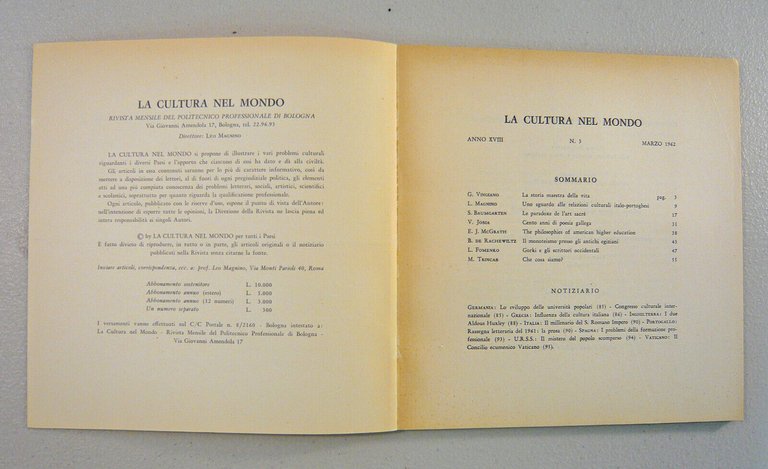 LA CULTURA NEL MONDO
RIVISTA MENSILE DEL POLITECNICO PROFESSIONALE DI BOLOGNA
Via Giovanni Amendola 17, Bologna, tel. 22.96.93
Direttore: LEO MAGNINO
LA CULTURA NEL MONDO si propone di illustrare i vari problemi culturali
riguardanti i diversi Paesi e l'apporto che ciascuno di essi ha dato e dà alla civiltà.
Gli articoli in essa contenuti saranno per lo più di carattere informativo, così da
mettere a disposizione dei lettori, al di fuori di ogni pregiudiziale politica, gli elementi
atti ad una più compiuta conoscenza dei problemi letterari, sociali, artistici, scientifici
e scolastici, soprattutto per quanto riguarda la qualificazione professionale.
Ogni articolo, pubblicato con le riserve d'uso, espone il punto di vista dell'Autore:
nell'intenzione di esporre tutte le opinioni, la Direzione della Rivista ne lascia piena ed
intera responsabilità ai singoli Autori.
© by LA CULTURA NEL MONDO per tutti i Paesi
È fatto divieto di riprodurre, in tutto o in parte, gli articoli originali o il notiziario
pubblicati nella Rivista senza citarne la fonte.
Inviare articoli, corrispondenza, ecc. a: prof. Leo Magnino, Via Monti Parioli 40, Roma
Abbonamento sostenitore L. 10.000
Abbonamento annuo (estero) L. 5.000
Abbonamento annuo (12 numeri) L. 3.000
Un numero separato L. 300
I versamenti vanno effettuati sul C/C Postale n. 8/2160 - Bologna intestato a:
La Cultura nel Mondo - Rivista Mensile del Politecnico Professionale di Bologna -
Via Giovanni Amendola 17
LA CULTURA NEL MONDO
ANNO XVIII N. 3 MARZO 1962
SOMMARIO
G. VINGIANO La storia maestra della vita pag. 3
L. MAGNINO Uno sguardo alle relazioni culturali italo-portoghesi » 9
S. BAUMGARTEN Le paradoxe de l'art sacré » 17
V. JORIA Cento anni di poesia gallega » 31
E. J. MCGRATH The philosophies of american higher education » 38
B. DE RACHEWILTZ Il monoteismo presso gli antichi egiziani » 43
L. FOMENKO Gorki e gli scrittori occidentali » 47
M. TRINCAR Che cosa siamo? » 55
NOTIZIARIO
GERMANIA: Lo sviluppo delle università popolari (85) - Congresso culturale inter-
nazionale (85) - GRECIA: Influenza della cultura italiana (86) - INGHILTERRA: I due
Aldous Huxley (88) - ITALIA: Il millenario del S. Romano Impero (90) - PORTOGALLO:
Rassegna letteraria del 1961: la prosa (90) - SPAGNA: I problemi della formazione pro-
fessionale (93) - U.R.S.S.: Il mistero del popolo scomparso (94) - VATICANO: Il
Concilio ecumenico Vaticano (95).